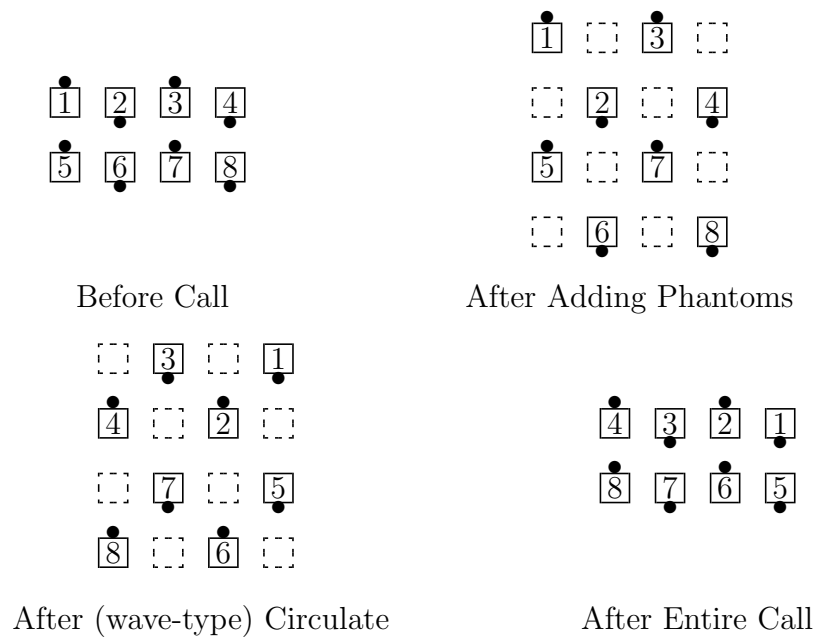 1 3
1 2 3 4
2 4
5 6 7 8
5 7
6 8
Before Call
After Adding Phantoms
3 1
4 2
4 3 2 1
7 5
8 7 6 5
8 6
After (wave-type) Circulate
After Entire Call